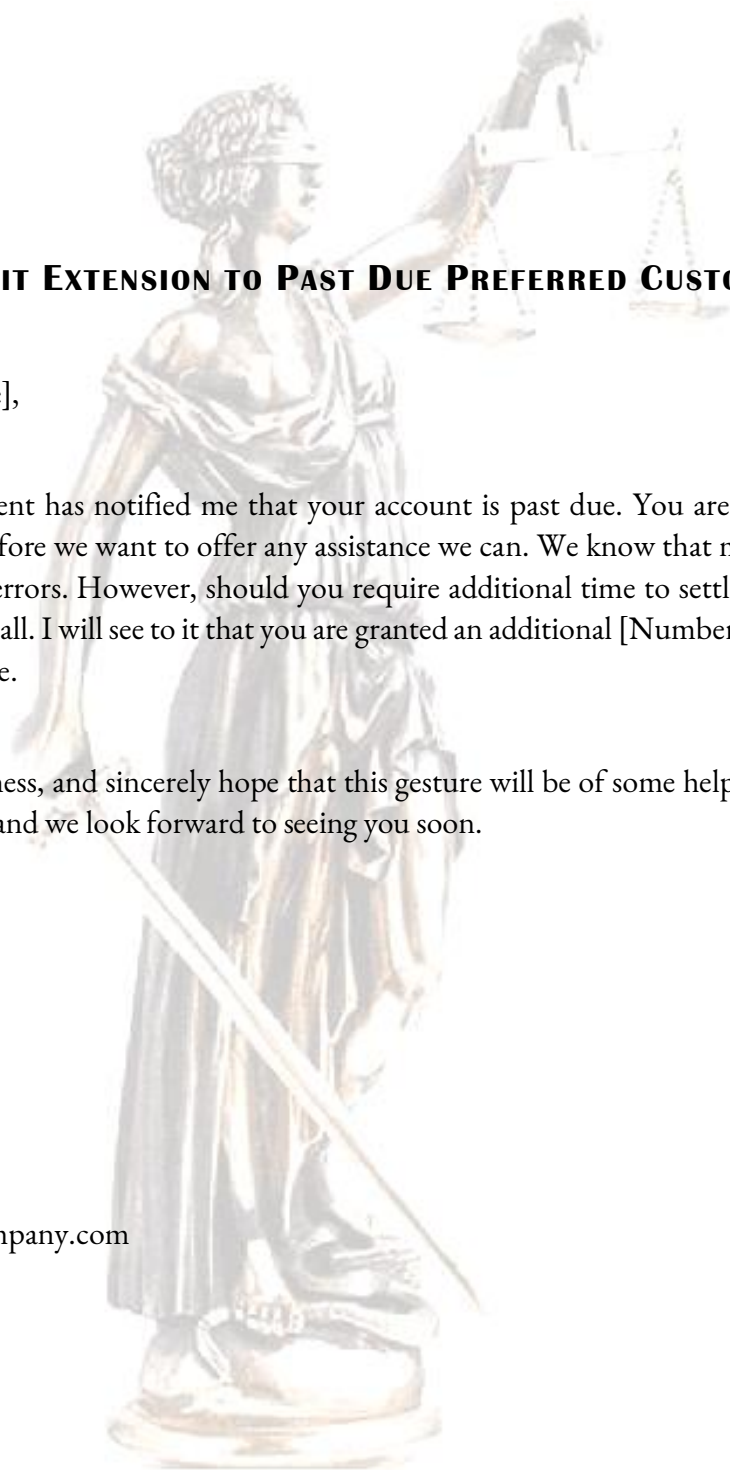 IT EXTENSION TO PAST DUE PREFERRED CUSTO
],
ent has notified me that your account is past due. You are
fore we want to offer any assistance we can. We know that
errors. However, should you require additional time to settl
all. I will see to it that you are granted an additional [Number
e.
ness, and sincerely hope that this gesture will be of some help
and we look forward to seeing you soon.
mpany.com